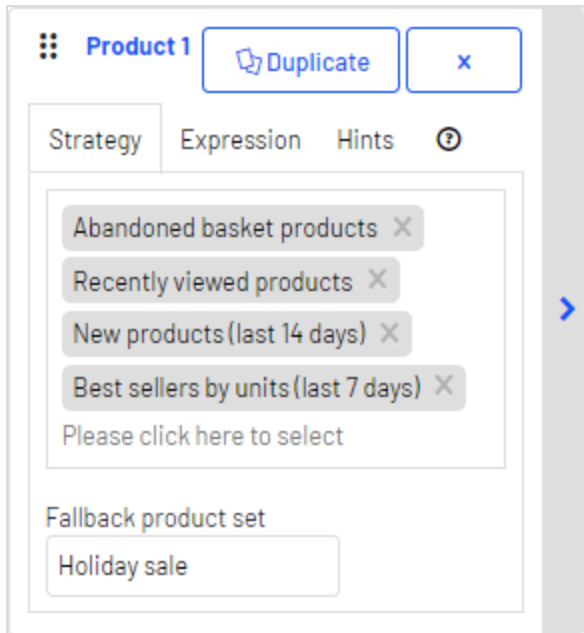 Product 1
Duplicate
x
Strategy Expression Hints ?
Abandoned basket products X
Recently viewed products X
New products (last 14 days) X
Best sellers by units (last 7 days) X
Please click here to select
Fallback product set
Holiday sale